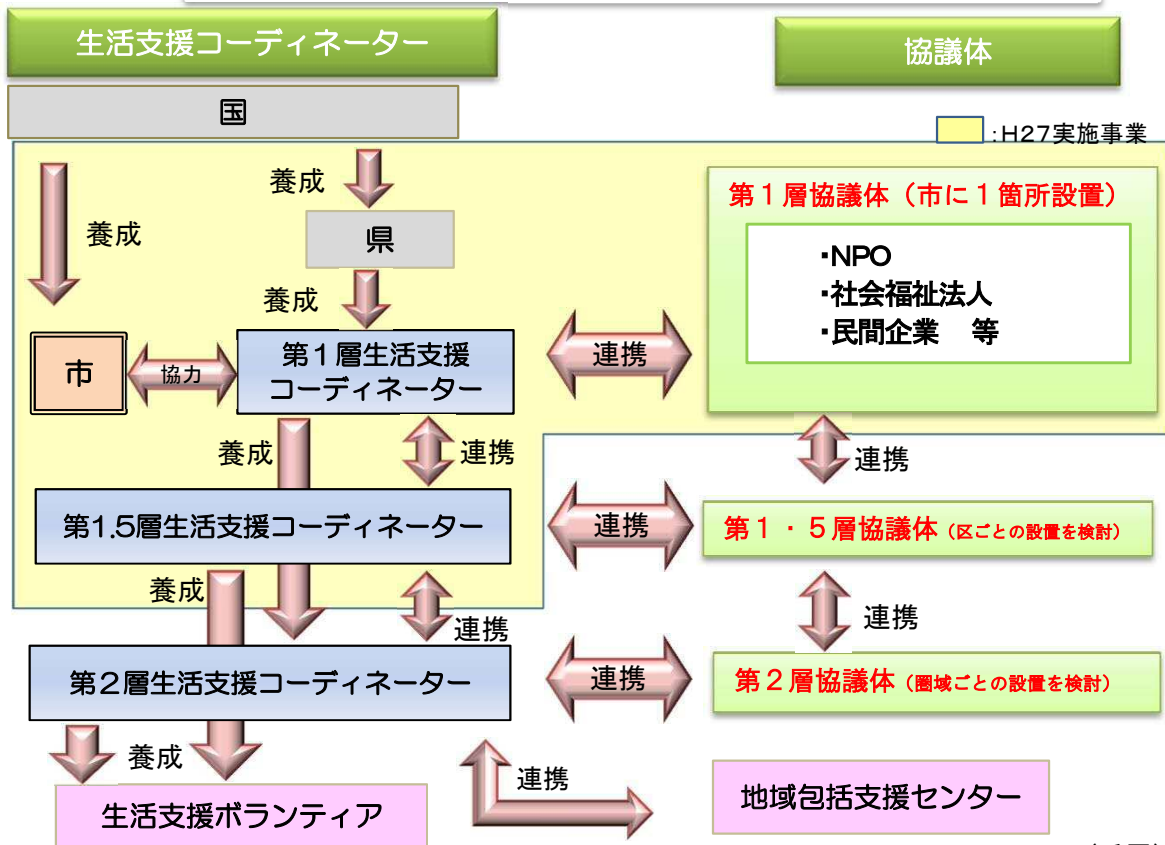 生活支援コーディネーター
協議体
国
:H27実施事業
養成
養成
第１層協議体（市に１箇所設置）
県
・NPO
・社会福祉法人
・民間企業　等
養成
市
協力
第１層生活支援
コーディネーター
連携
養成
連携
連携
第1.5層生活支援コーディネーター
連携
第１・５層協議体（区ごとの設置を検討）
養成
連携
連携
第２層生活支援コーディネーター
連携
第２層協議体（圏域ごとの設置を検討）
養成
連携
生活支援ボランティア
地域包括支援センター